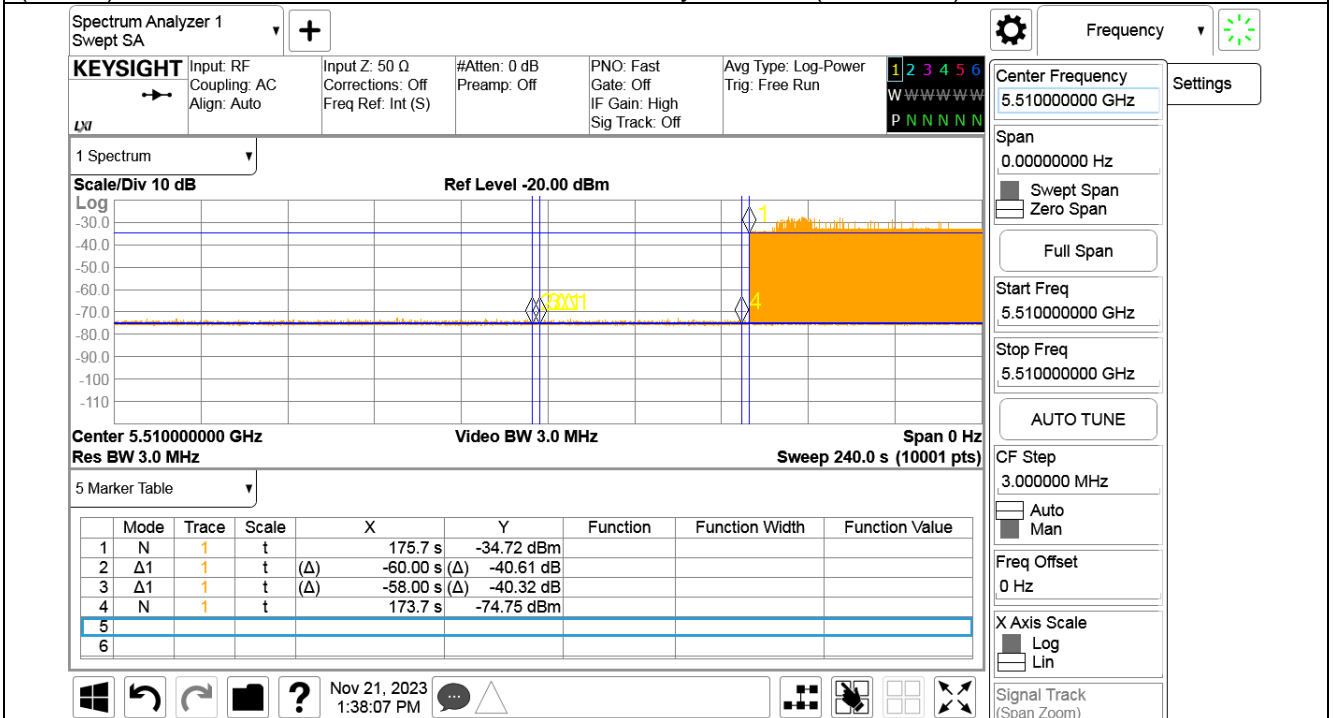 Spectrum Analyzer 1
Swept SA
+
Frequency
KEYSIGHT
Input: RF
Coupling: AC
Align: Auto
Input Z: 50 Ω
Corrections: Off
Freq Ref: Int (S)
#Atten: 0 dB
Preamp: Off
PNO: Fast
Gate: Off
IF Gain: High
Sig Track: Off
Avg Type: Log-Power
Trig: Free Run
1 2 3 4 5 6
W W W W W W
P N N N N N
LXI
Center Frequency
5.510000000 GHz
Settings
Span
0.00000000 Hz
Swept Span
Zero Span
Full Span
Start Freq
5.510000000 GHz
Stop Freq
5.510000000 GHz
AUTO TUNE
CF Step
3.000000 MHz
Auto
Man
Freq Offset
0 Hz
X Axis Scale
Log
Lin
Signal Track
(Span Zoom)
1 Spectrum
Scale/Div 10 dB
Ref Level -20.00 dBm
Log
-30.0
-40.0
-50.0
-60.0
-70.0
-80.0
-90.0
-100
-110
1
4
Center 5.510000000 GHz
Video BW 3.0 MHz
Span 0 Hz
Res BW 3.0 MHz
Sweep 240.0 s (10001 pts)
5 Marker Table
Mode Trace Scale X Y Function Function Width Function Value
1 N 1 t 175.7 s -34.72 dBm
2 Δ1 1 t (Δ) -60.00 s (Δ) -40.61 dB
3 Δ1 1 t (Δ) -58.00 s (Δ) -40.32 dB
4 N 1 t 173.7 s -74.75 dBm
5
6
?
Nov 21, 2023
1:38:07 PM